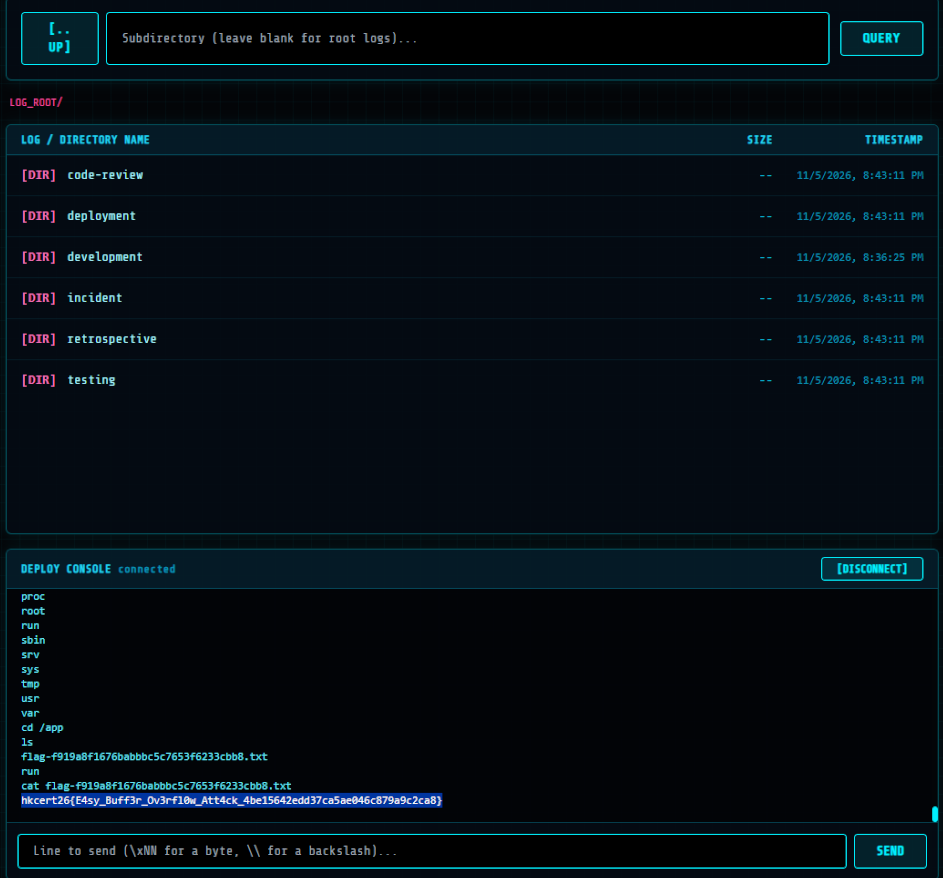 [.. UP]
Subdirectory (leave blank for root logs)...
QUERY
LOG_ROOT/
LOG / DIRECTORY NAME SIZE TIMESTAMP
[DIR] code-review -- 11/5/2026, 8:43:11 PM
[DIR] deployment -- 11/5/2026, 8:43:11 PM
[DIR] development -- 11/5/2026, 8:36:25 PM
[DIR] incident -- 11/5/2026, 8:43:11 PM
[DIR] retrospective -- 11/5/2026, 8:43:11 PM
[DIR] testing -- 11/5/2026, 8:43:11 PM
DEPLOY CONSOLE connected [DISCONNECT]
proc
root
run
sbin
srv
sys
tmp
usr
var
cd /app
ls
flag-f919a8f1676babbbc5c7653f6233cbb8.txt
run
cat flag-f919a8f1676babbbc5c7653f6233cbb8.txt
hkcert26{E4sy_Buff3r_Ov3rf10w_Att4ck_4be15642edd37ca5ae046c879a9c2ca8}
Line to send (\xNN for a byte, \\ for a backslash)...
SEND